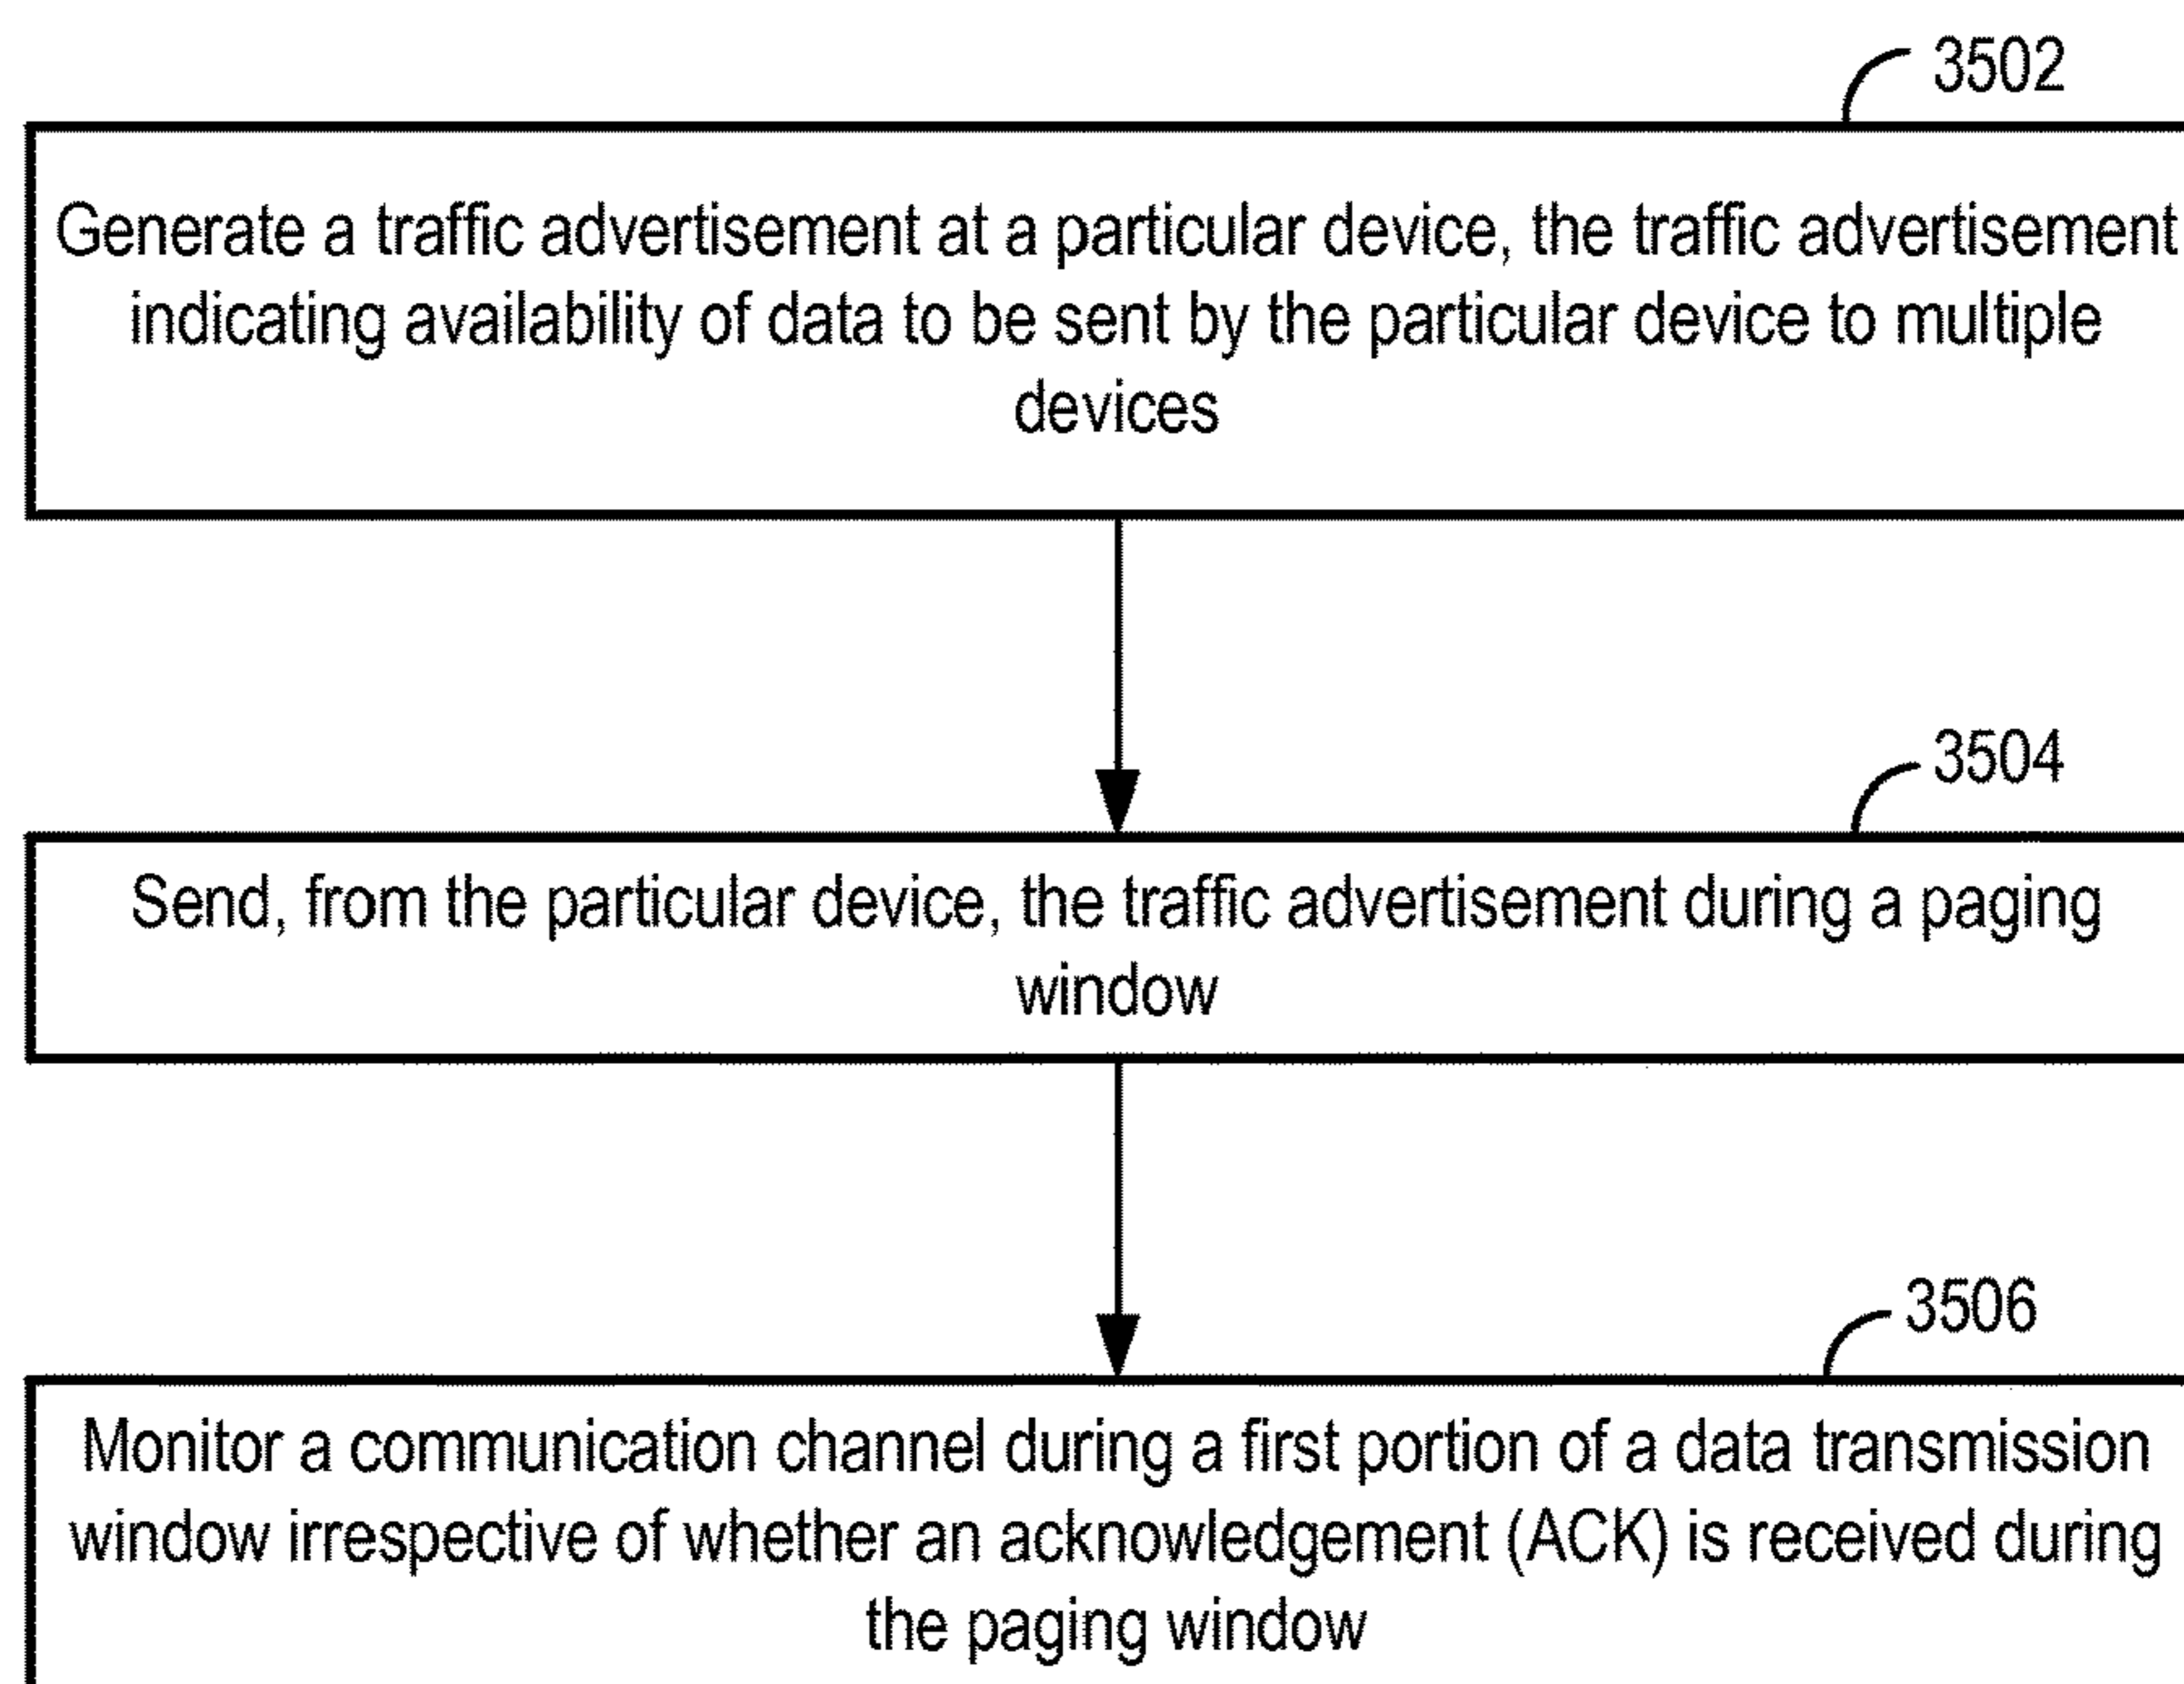 3502
Generate a traffic advertisement at a particular device, the traffic advertisement
indicating availability of data to be sent by the particular device to multiple
devices
3504
Send, from the particular device, the traffic advertisement during a paging
window
3506
Monitor a communication channel during a first portion of a data transmission
window irrespective of whether an acknowledgement (ACK) is received during
the paging window